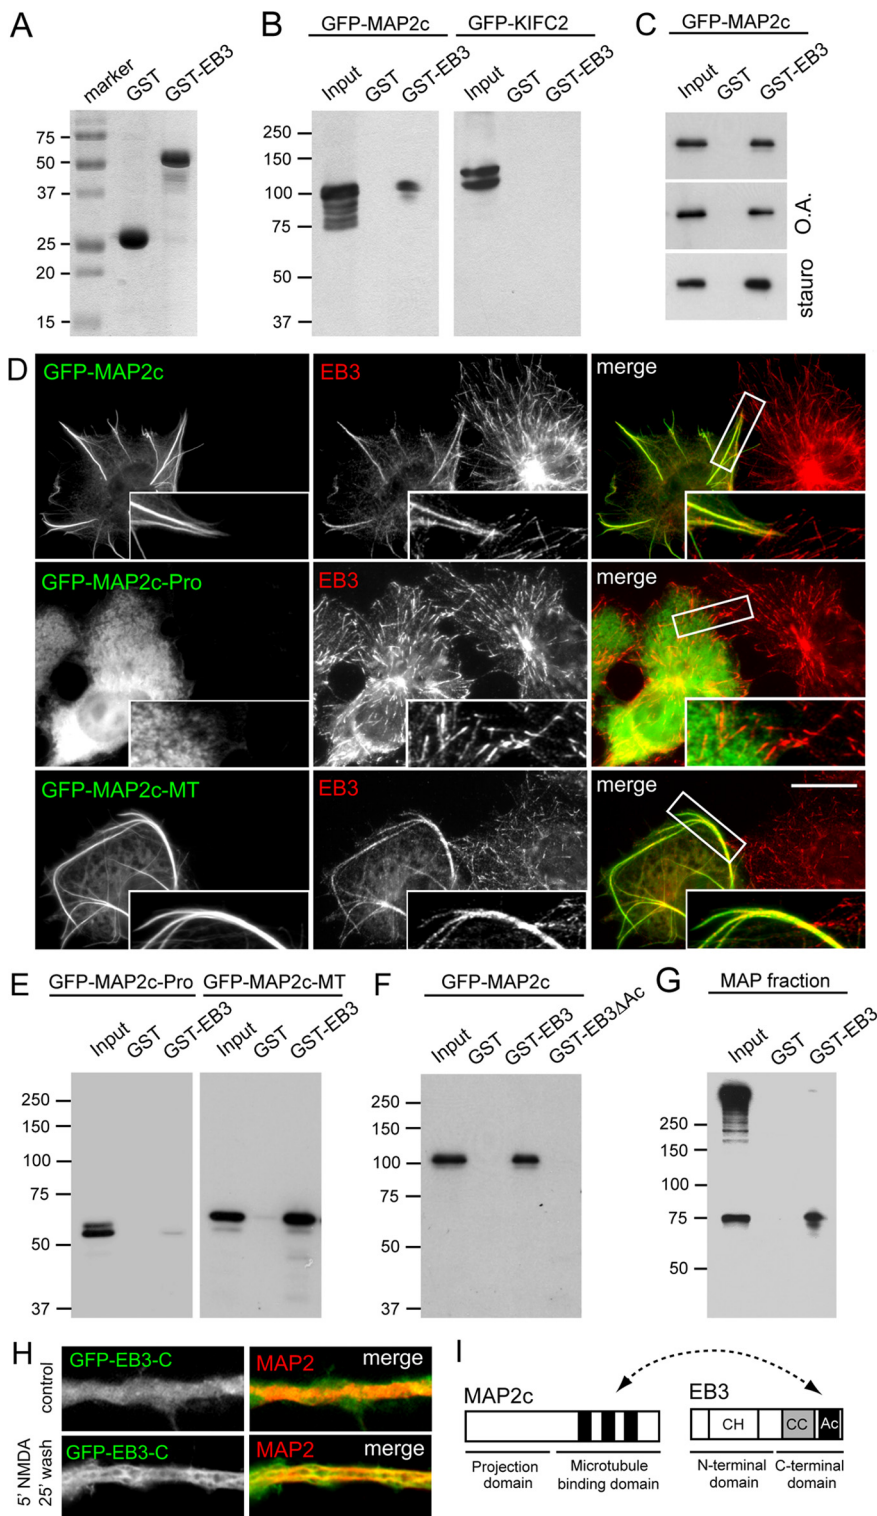 A
marker
GST
GST-EB3
75
50
37
25
20
15
B
GFP-MAP2c
GFP-KIFC2
Input
GST
GST-EB3
Input
GST
GST-EB3
250
150
100
75
50
37
C
GFP-MAP2c
Input
GST
GST-EB3
O.A.
stauro
D
GFP-MAP2c
EB3
merge
GFP-MAP2c-Pro
EB3
merge
GFP-MAP2c-MT
EB3
merge
E
GFP-MAP2c-Pro
GFP-MAP2c-MT
Input
GST
GST-EB3
Input
GST
GST-EB3
250
150
100
75
50
37
F
GFP-MAP2c
Input
GST
GST-EB3
GST-EB3ΔAc
250
150
100
75
50
37
G
MAP fraction
Input
GST
GST-EB3
250
150
100
75
50
H
control
GFP-EB3-C
MAP2
merge
5' NMDA
25' wash
GFP-EB3-C
MAP2
merge
I
MAP2c
EB3
CH
CC
Ac
Projection
domain
Microtubule
binding domain
N-terminal
domain
C-terminal
domain